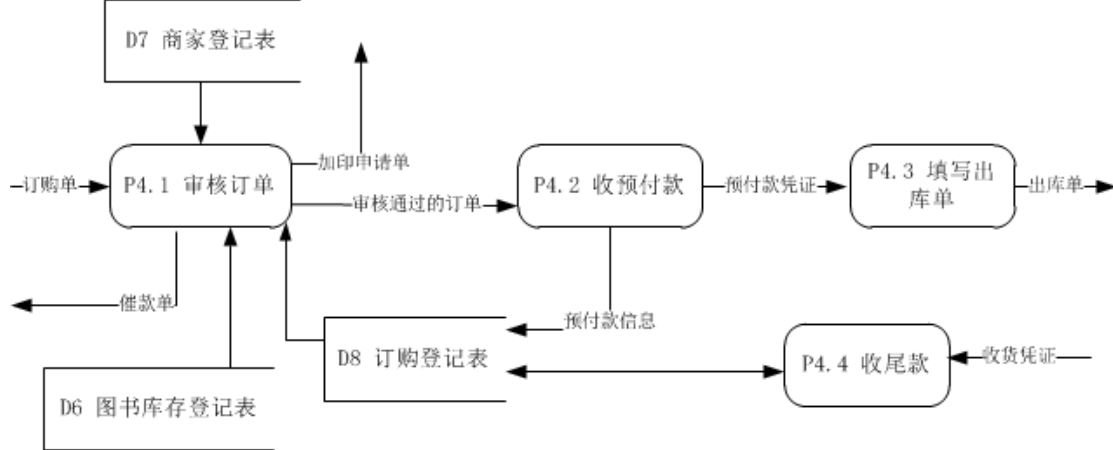 D7 商家登记表
加印申请单
订购单
P4.1 审核订单
审核通过的订单
P4.2 收预付款
预付款凭证
P4.3 填写出
库单
出库单
催款单
预付款信息
D8 订购登记表
P4.4 收尾款
收货凭证
D6 图书库存登记表